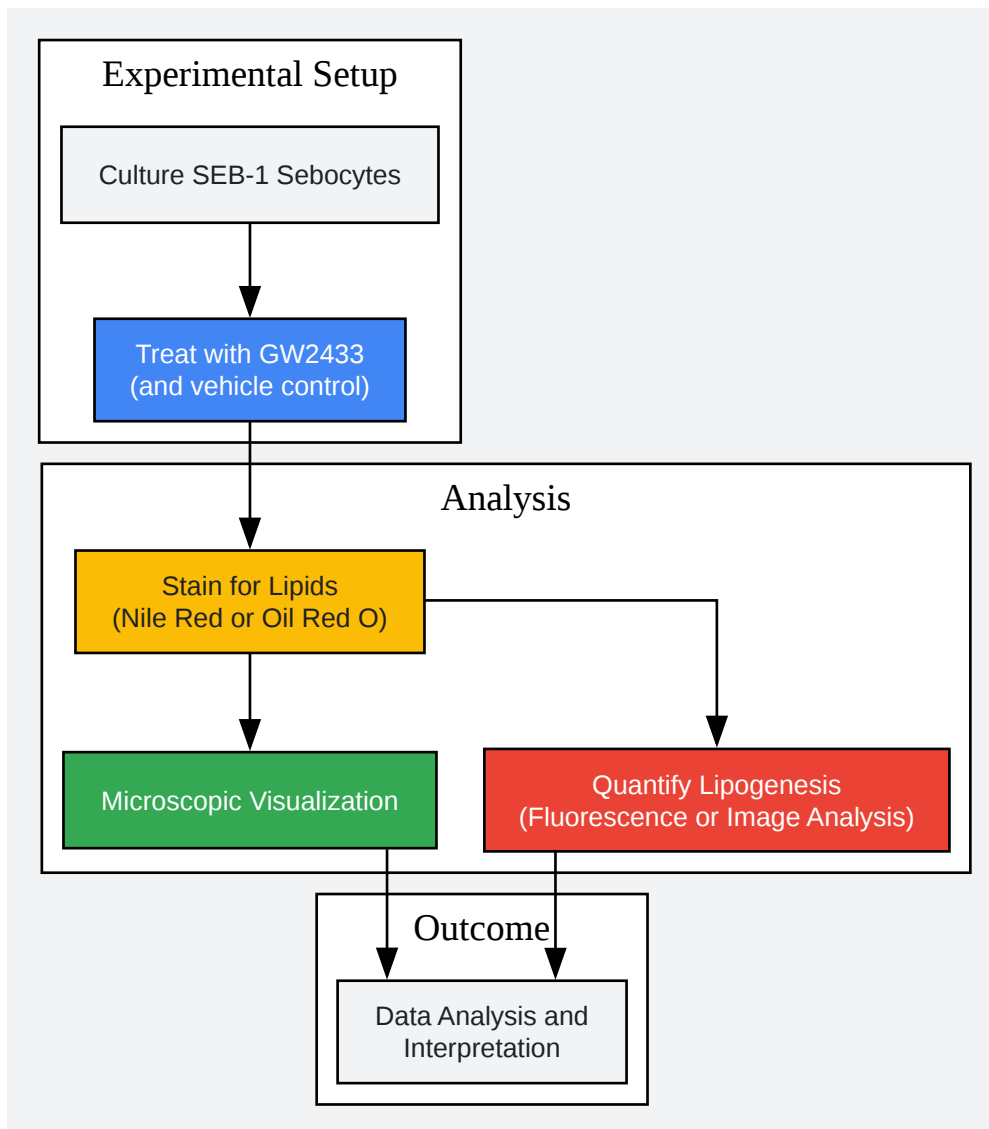 Experimental Setup
Culture SEB-1 Sebocytes
Treat with GW2433
(and vehicle control)
Analysis
Stain for Lipids
(Nile Red or Oil Red O)
Microscopic Visualization
Quantify Lipogenesis
(Fluorescence or Image Analysis)
Outcome
Data Analysis and
Interpretation